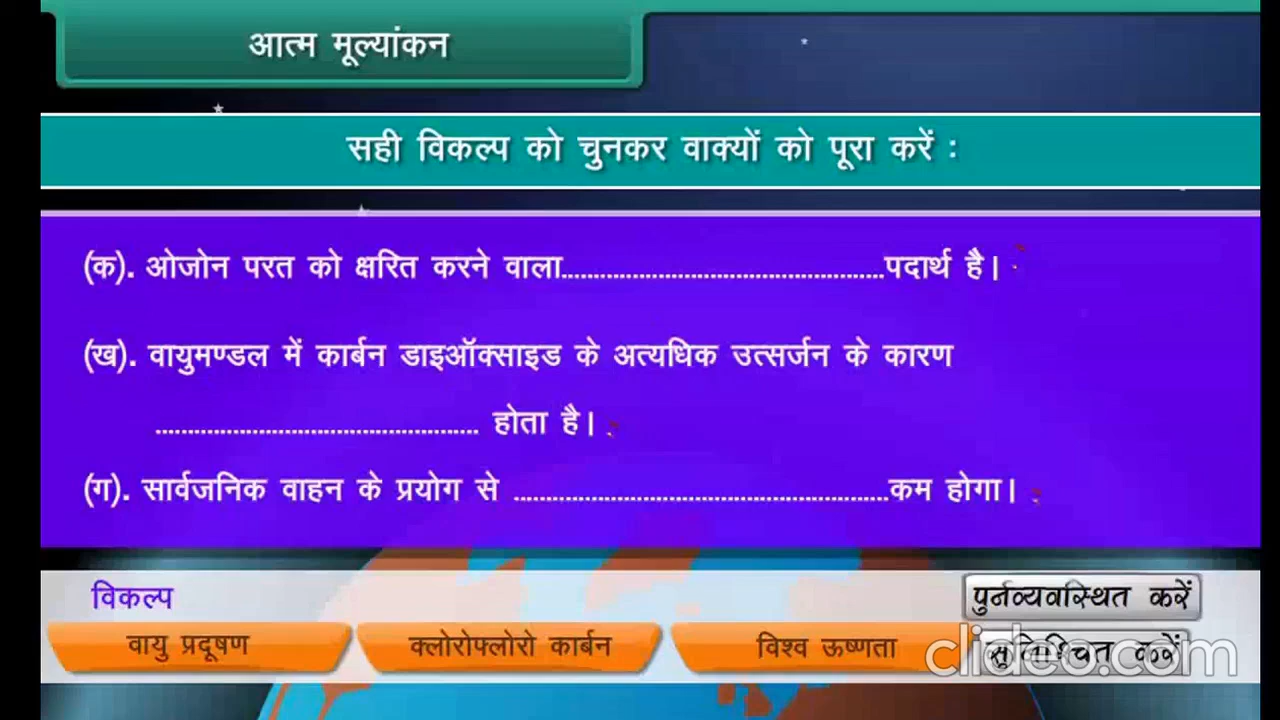 आत्म मूल्यांकन
सही विकल्प को चुनकर वाक्यों को पूरा करें :
(क). ओजोन परत को क्षरित करने वाला..................................................पदार्थ है।
(ख). वायुमण्डल में कार्बन डाइऑक्साइड के अत्यधिक उत्सर्जन के कारण
.................................................. होता है।
(ग). सार्वजनिक वाहन के प्रयोग से ..........................................................कम होगा।
विकल्प
पुर्नव्यवस्थित करें
वायु प्रदूषण
क्लोरोफ्लोरो कार्बन
विश्व ऊष्णता
सुनिश्चित करें
clideo.com